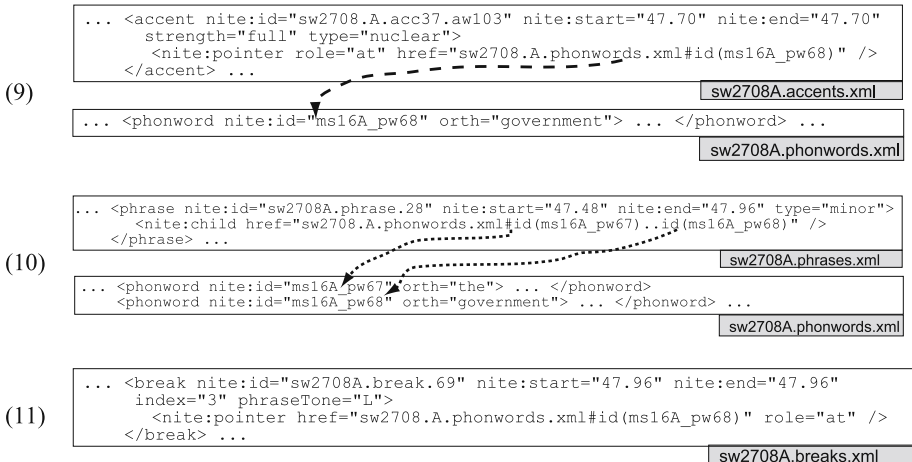 ... <accent nite:id="sw2708.A.acc37.aw103" nite:start="47.70" nite:end="47.70"
strength="full" type="nuclear">
<nite:pointer role="at" href="sw2708.A.phonwords.xml#id(ms16A_pw68)" />
</accent> ...
(9)
sw2708A.accents.xml
... <phonword nite:id="ms16A_pw68" orth="government"> ... </phonword> ...
sw2708A.phonwords.xml
... <phrase nite:id="sw2708A.phrase.28" nite:start="47.48" nite:end="47.96" type="minor">
<nite:child href="sw2708.A.phonwords.xml#id(ms16A_pw67)..id(ms16A_pw68)" />
</phrase> ...
(10)
sw2708A.phrases.xml
... <phonword nite:id="ms16A_pw67" orth="the"> ... </phonword>
<phonword nite:id="ms16A_pw68" orth="government"> ... </phonword> ...
sw2708A.phonwords.xml
... <break nite:id="sw2708A.break.69" nite:start="47.96" nite:end="47.96"
index="3" phraseTone="L">
(11)
<nite:pointer href="sw2708.A.phonwords.xml#id(ms16A_pw68)" role="at" />
</break> ...
sw2708A.breaks.xml